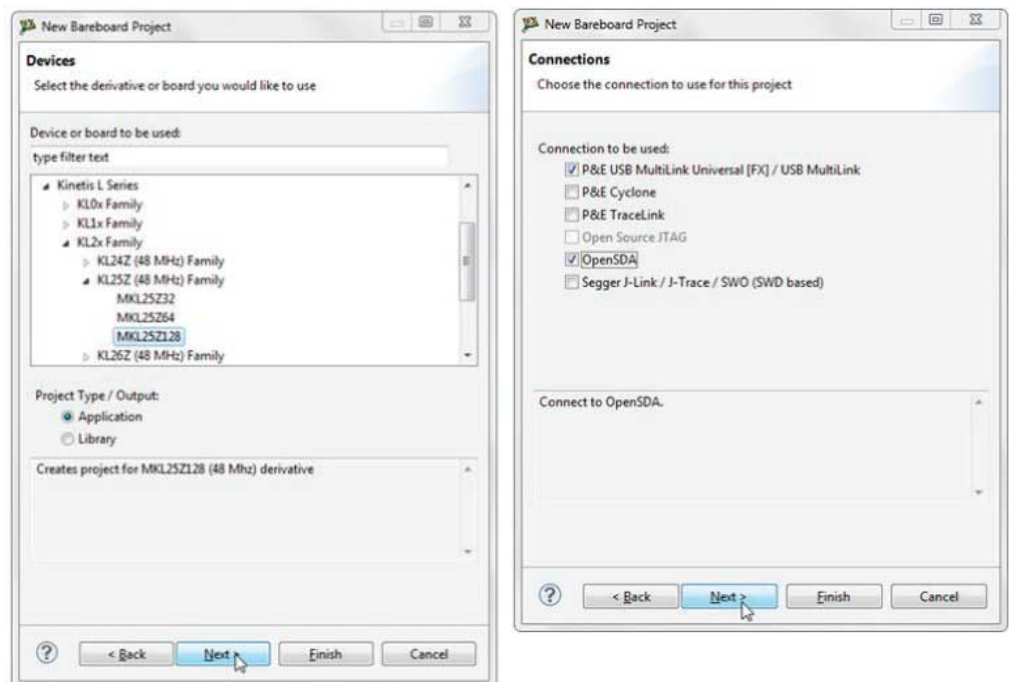 New Bareboard Project
Devices
Select the derivative or board you would like to use
Device or board to be used:
type filter text
Kinetis L Series
KL0x Family
KL1x Family
KL2x Family
KL24Z (48 MHz) Family
KL25Z (48 MHz) Family
MKL25Z32
MKL25Z64
MKL25Z128
KL26Z (48 MHz) Family
Project Type / Output:
Application
Library
Creates project for MKL25Z128 (48 Mhz) derivative
? < Back Next > Finish Cancel
New Bareboard Project
Connections
Choose the connection to use for this project
Connection to be used:
P&E USB MultiLink Universal [FX] / USB MultiLink
P&E Cyclone
P&E TraceLink
Open Source JTAG
OpenSDA
Segger J-Link / J-Trace / SWO (SWD based)
Connect to OpenSDA.
? < Back Next > Finish Cancel